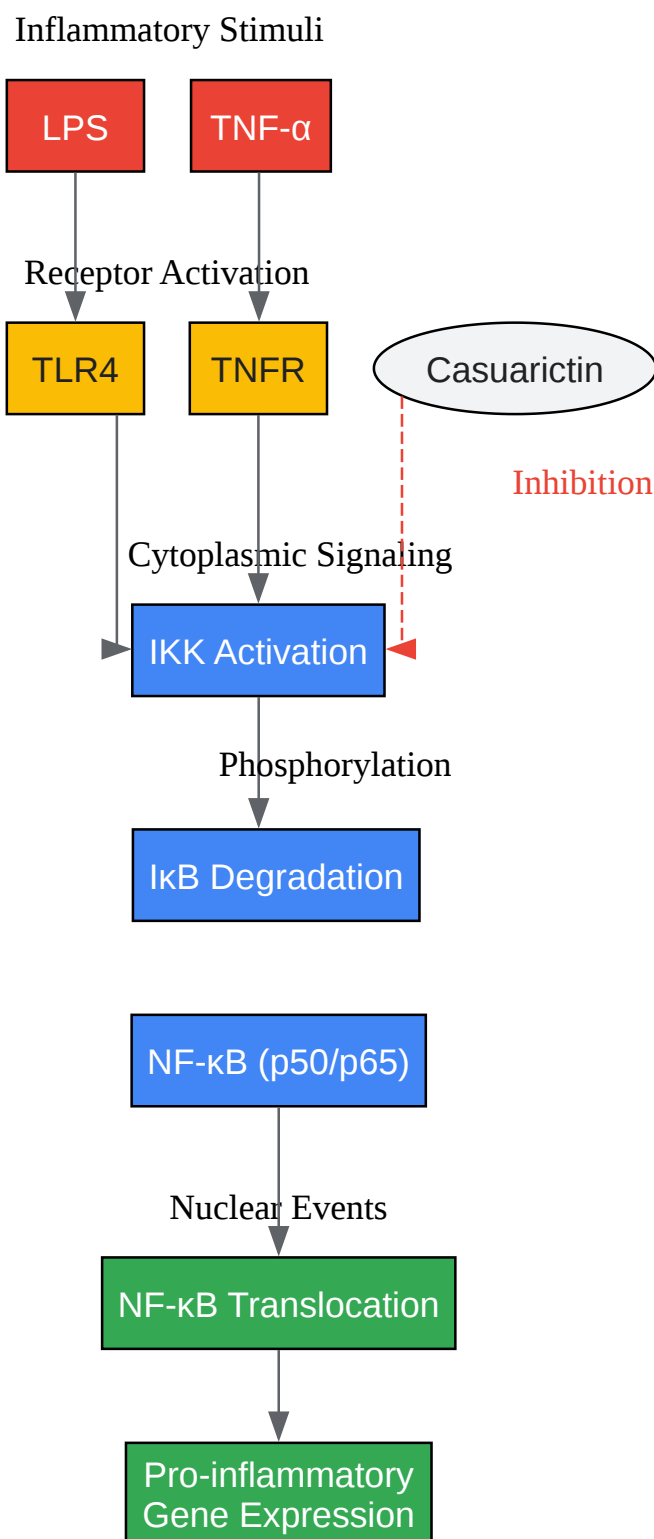 Inflammatory Stimuli
LPS
TNF-α
Receptor Activation
TLR4
TNFR
Casuarictin
Inhibition
Cytoplasmic Signaling
IKK Activation
Phosphorylation
IκB Degradation
NF-κB (p50/p65)
Nuclear Events
NF-κB Translocation
Pro-inflammatory
Gene Expression